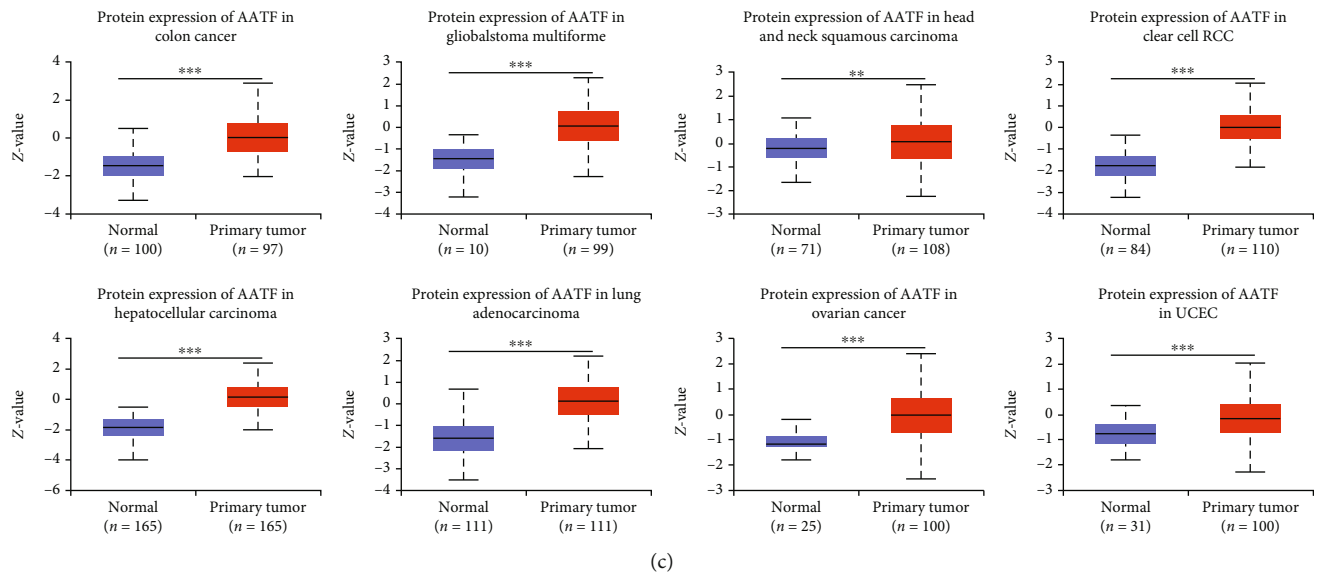 Protein expression of AATF in
colon cancer
***
4
2
0
−2
−4
Z-value
Normal
(n = 100)
Primary tumor
(n = 97)
Protein expression of AATF in
gliobalstoma multiforme
***
3
2
1
0
−1
−2
−3
−4
Z-value
Normal
(n = 10)
Primary tumor
(n = 99)
Protein expression of AATF in head
and neck squamous carcinoma
**
3
2
1
0
−1
−2
−3
Z-value
Normal
(n = 71)
Primary tumor
(n = 108)
Protein expression of AATF in
clear cell RCC
***
3
2
1
0
−1
−2
−3
−4
Z-value
Normal
(n = 84)
Primary tumor
(n = 110)
Protein expression of AATF in
hepatocellular carcinoma
***
4
2
0
−2
−4
−6
Z-value
Normal
(n = 165)
Primary tumor
(n = 165)
Protein expression of AATF in lung
adenocarcinoma
***
3
2
1
0
−1
−2
−3
−4
Z-value
Normal
(n = 111)
Primary tumor
(n = 111)
Protein expression of AATF in
ovarian cancer
***
3
2
1
0
−1
−2
−3
Z-value
Normal
(n = 25)
Primary tumor
(n = 100)
Protein expression of AATF
in UCEC
***
3
2
1
0
−1
−2
−3
Z-value
Normal
(n = 31)
Primary tumor
(n = 100)
(c)